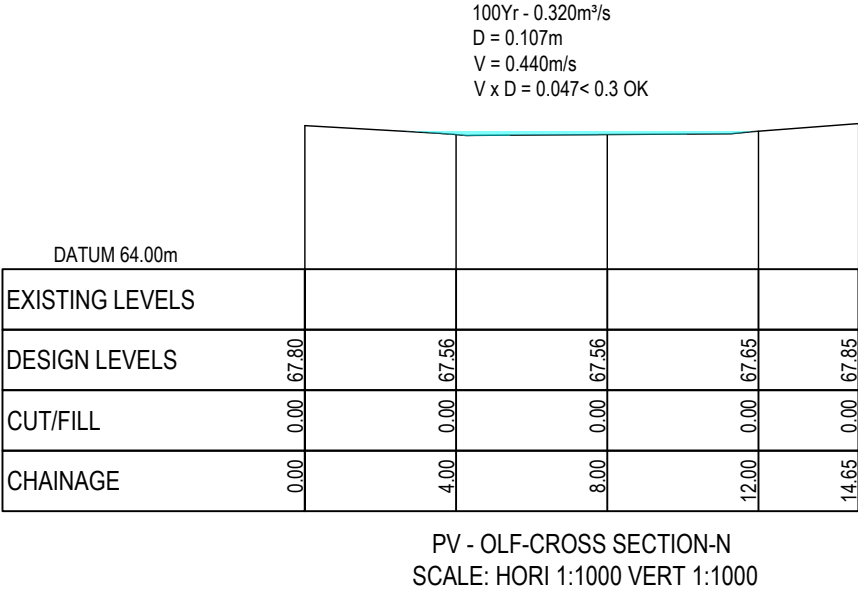 100Yr - 0.320m³/s
D = 0.107m
V = 0.440m/s
V x D = 0.047< 0.3 OK
DATUM 64.00m
EXISTING LEVELS
DESIGN LEVELS 67.80 67.56 67.56 67.65 67.85
CUT/FILL 0.00 0.00 0.00 0.00 0.00
CHAINAGE 0.00 4.00 8.00 12.00 14.65
PV - OLF-CROSS SECTION-N
SCALE: HORI 1:1000 VERT 1:1000